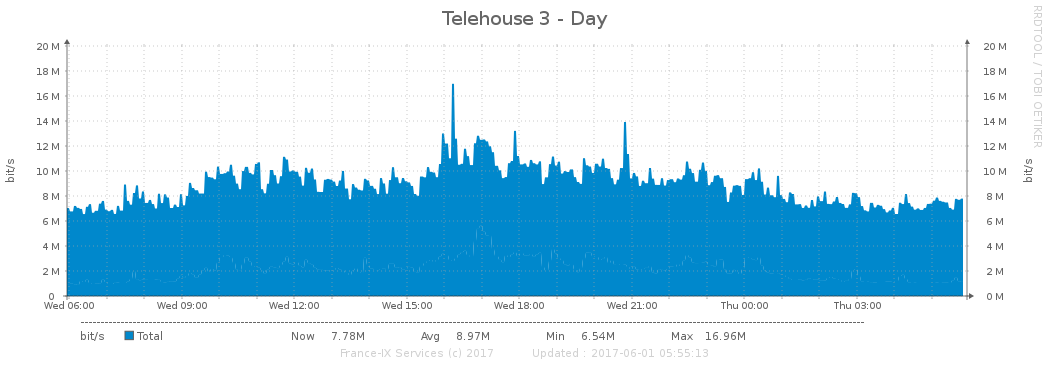 Telehouse 3 - Day
RRDTOOL / TOBI OETIKER
bit/s
20 M 20 M
18 M 18 M
16 M 16 M
14 M 14 M
12 M 12 M
10 M 10 M
8 M 8 M
6 M 6 M
4 M 4 M
2 M 2 M
0 0 M
bit/s
Wed 06:00 Wed 09:00 Wed 12:00 Wed 15:00 Wed 18:00 Wed 21:00 Thu 00:00 Thu 03:00
bit/s Total Now 7.78M Avg 8.97M Min 6.54M Max 16.96M
France-IX Services (c) 2017 Updated : 2017-06-01 05:55:13